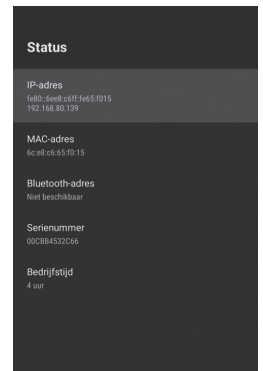 Status
IP-adres
fe80::6ee8:c6ff:fe65:f015
192.168.80.139
MAC-adres
6c:e8:c6:65:f0:15
Bluetooth-adres
Niet beschikbaar
Serienummer
00CBB4532C66
Bedrijfstijd
4 uur